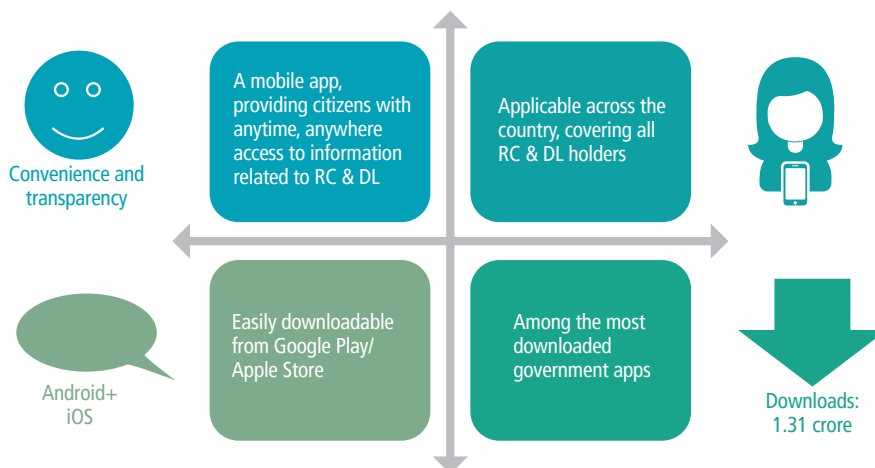 A mobile app,
providing citizens with
anytime, anywhere
access to information
related to RC & DL
Applicable across the
country, covering all
RC & DL holders
Convenience and
transparency
Easily downloadable
from Google Play/
Apple Store
Among the most
downloaded
government apps
Android+
iOS
Downloads:
1.31 crore